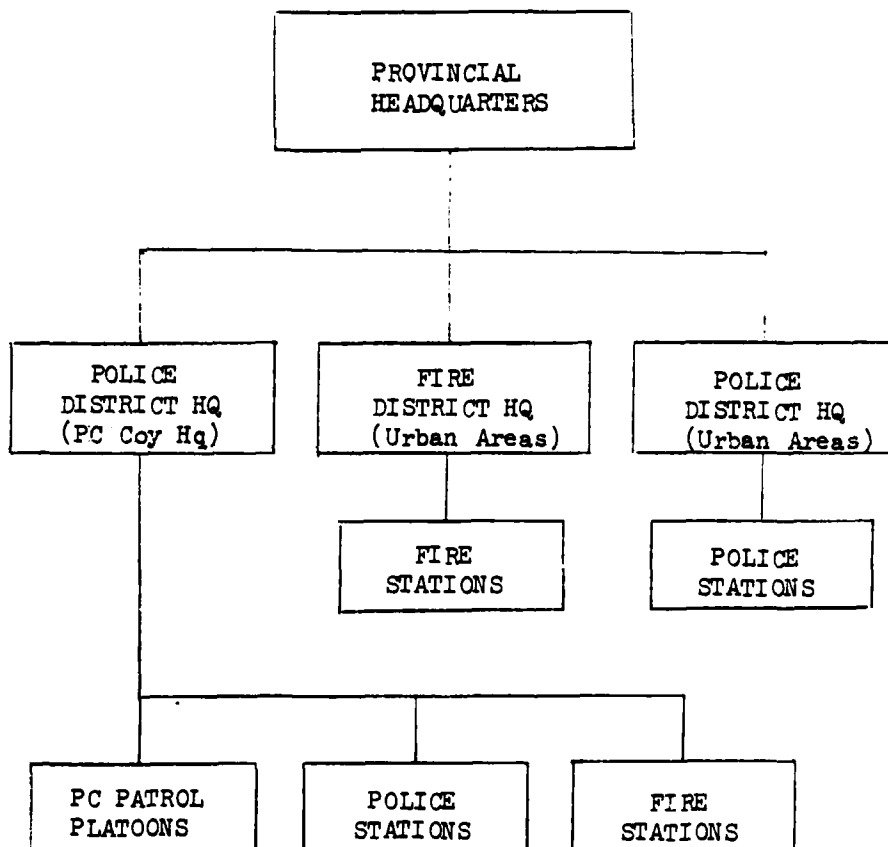 PROVINCIAL
HEADQUARTERS
POLICE
DISTRICT HQ
(PC Coy Hq)
FIRE
DISTRICT HQ
(Urban Areas)
POLICE
DISTRICT HQ
(Urban Areas)
FIRE
STATIONS
POLICE
STATIONS
PC PATROL
PLATOONS
POLICE
STATIONS
FIRE
STATIONS